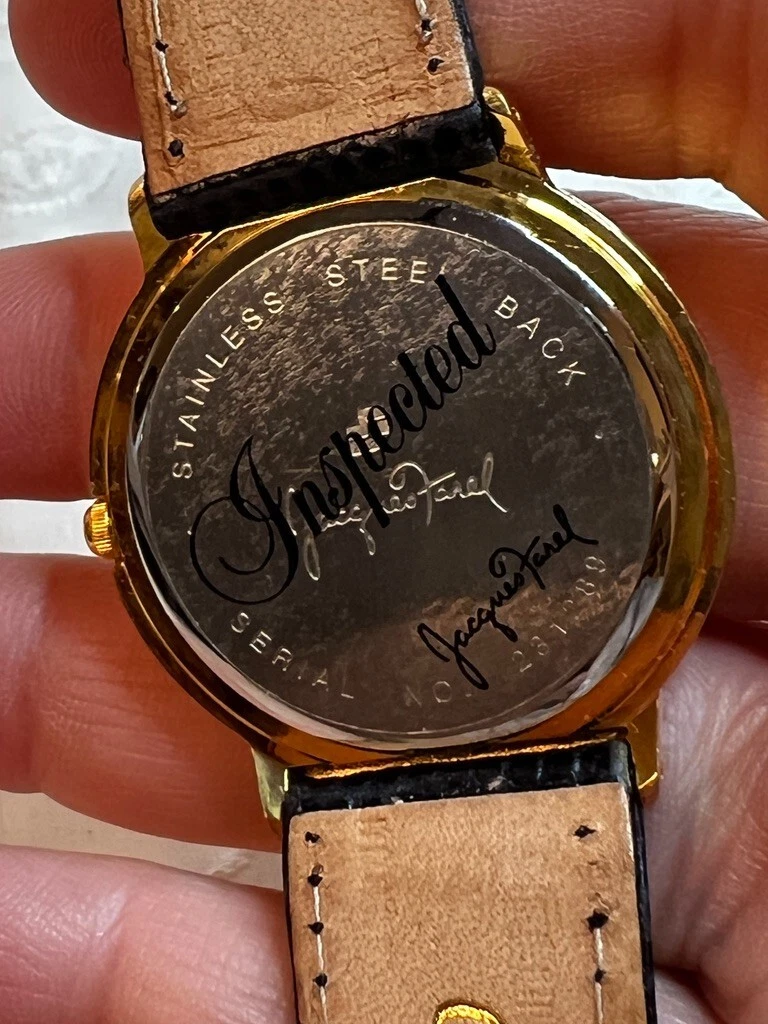 STAINLESS STEEL BACK
Inspected
Jacques Farel
Jacques Farel
SERIAL NO.